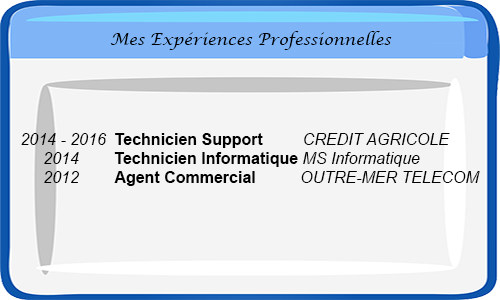 Mes Expériences Professionnelles
2014 - 2016 Technicien Support CREDIT AGRICOLE
2014 Technicien Informatique MS Informatique
2012 Agent Commercial OUTRE-MER TELECOM